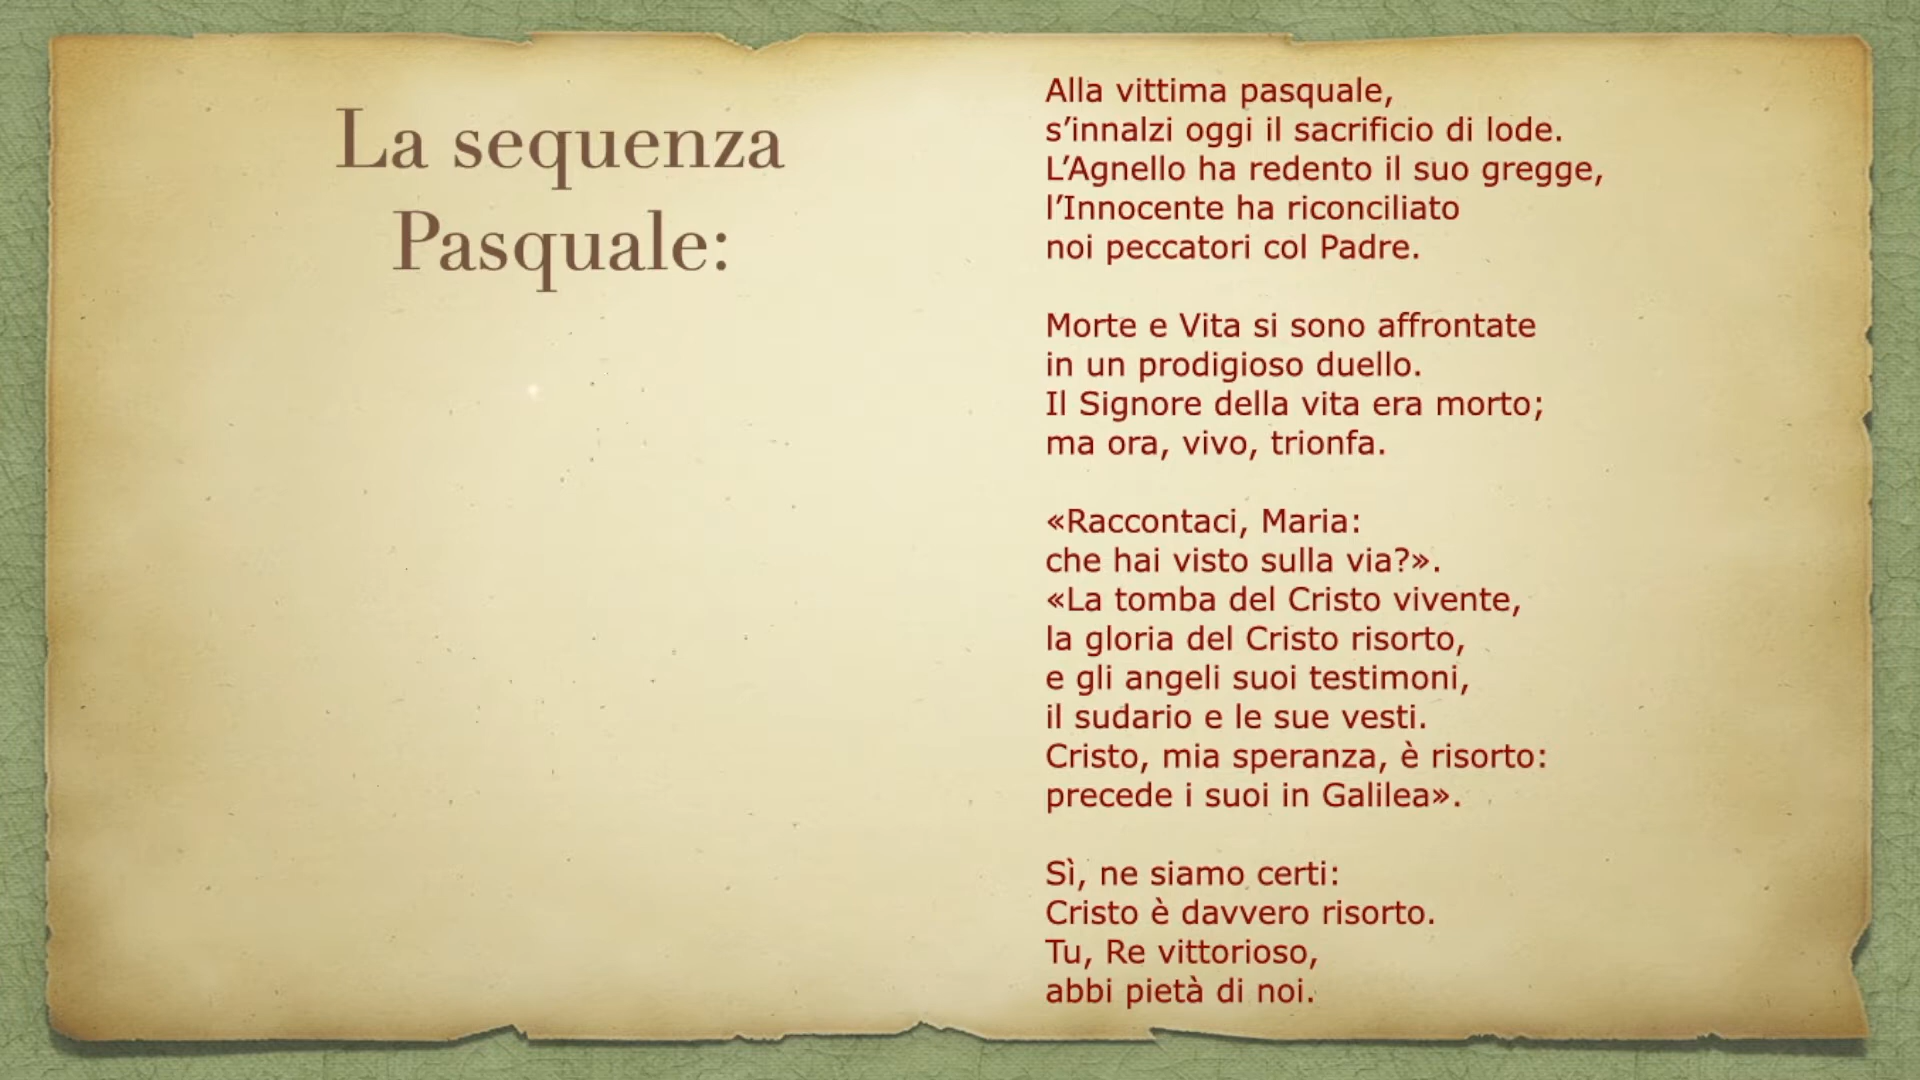 La sequenza
Pasquale:
Alla vittima pasquale,
s’innalzi oggi il sacrificio di lode.
L’Agnello ha redento il suo gregge,
l’Innocente ha riconciliato
noi peccatori col Padre.
Morte e Vita si sono affrontate
in un prodigioso duello.
Il Signore della vita era morto;
ma ora, vivo, trionfa.
«Raccontaci, Maria:
che hai visto sulla via?».
«La tomba del Cristo vivente,
la gloria del Cristo risorto,
e gli angeli suoi testimoni,
il sudario e le sue vesti.
Cristo, mia speranza, è risorto:
precede i suoi in Galilea».
Sì, ne siamo certi:
Cristo è davvero risorto.
Tu, Re vittorioso,
abbi pietà di noi.